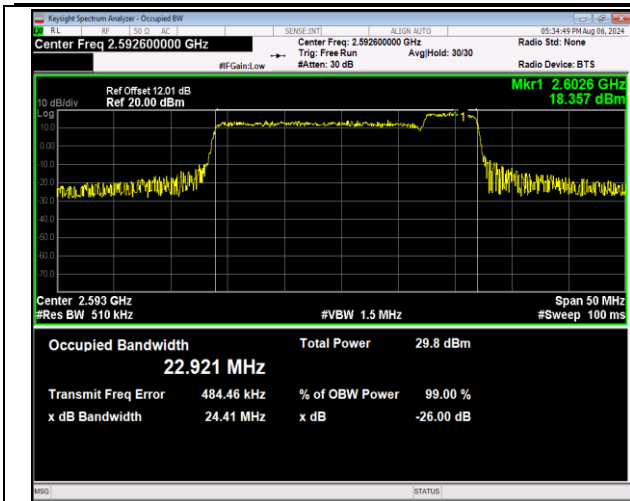 Keysight Spectrum Analyzer - Occupied BW
RL RF 50 Ω AC SENSE:INT ALIGN AUTO 05:34:49 PM Aug 06, 2024
Center Freq 2.592600000 GHz Center Freq: 2.592600000 GHz Radio Std: None
Trig: Free Run Avg|Hold: 30/30
#IFGain:Low #Atten: 30 dB Radio Device: BTS
Ref Offset 12.01 dB Mkr1 2.6026 GHz
10 dB/div Ref 20.00 dBm 18.357 dBm
Log
10.0
0.00
-10.0
-20.0
-30.0
-40.0
-50.0
-60.0
-70.0
1
Center 2.593 GHz Span 50 MHz
#Res BW 510 kHz #VBW 1.5 MHz #Sweep 100 ms
Occupied Bandwidth Total Power 29.8 dBm
22.921 MHz
Transmit Freq Error 484.46 kHz % of OBW Power 99.00 %
x dB Bandwidth 24.41 MHz x dB -26.00 dB
MSG STATUS